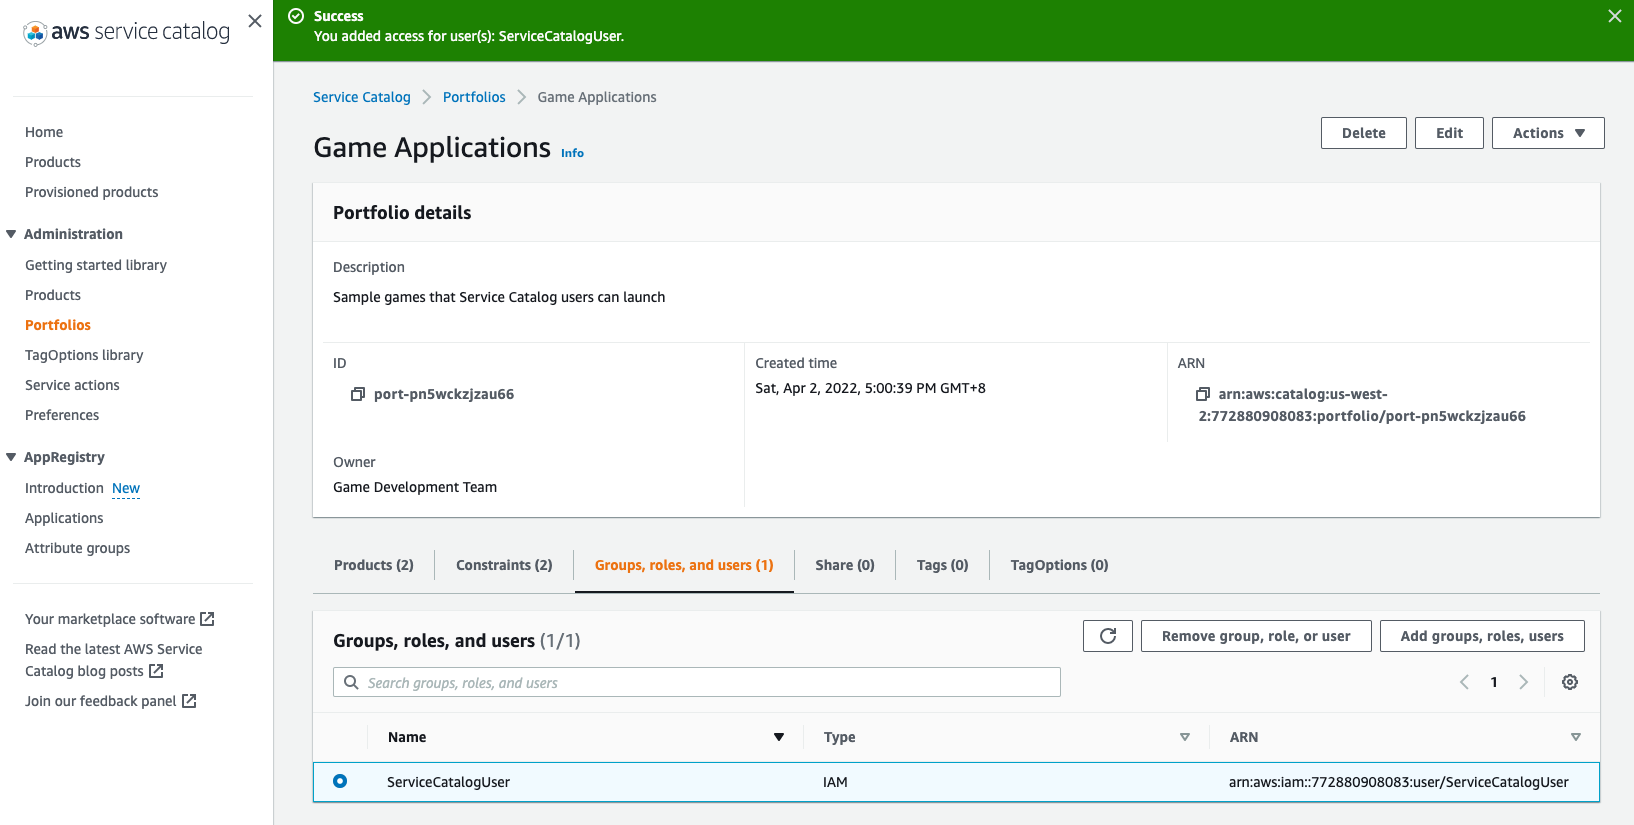 aws service catalog
Home
Products
Provisioned products
Administration
Getting started library
Products
Portfolios
TagOptions library
Service actions
Preferences
AppRegistry
Introduction New
Applications
Attribute groups
Your marketplace software
Read the latest AWS Service
Catalog blog posts
Join our feedback panel
Success
You added access for user(s): ServiceCatalogUser.
Service Catalog Portfolios Game Applications
Game Applications Info
Delete Edit Actions
Portfolio details
Description
Sample games that Service Catalog users can launch
ID
port-pn5wckzjzau66
Created time
Sat, Apr 2, 2022, 5:00:39 PM GMT+8
ARN
arn:aws:catalog:us-west-
2:772880908083:portfolio/port-pn5wckzjzau66
Owner
Game Development Team
Products (2) Constraints (2) Groups, roles, and users (1) Share (0) Tags (0) TagOptions (0)
Groups, roles, and users (1/1)
Remove group, role, or user Add groups, roles, users
Search groups, roles, and users
1
Name Type ARN
ServiceCatalogUser IAM arn:aws:iam::772880908083:user/ServiceCatalogUser